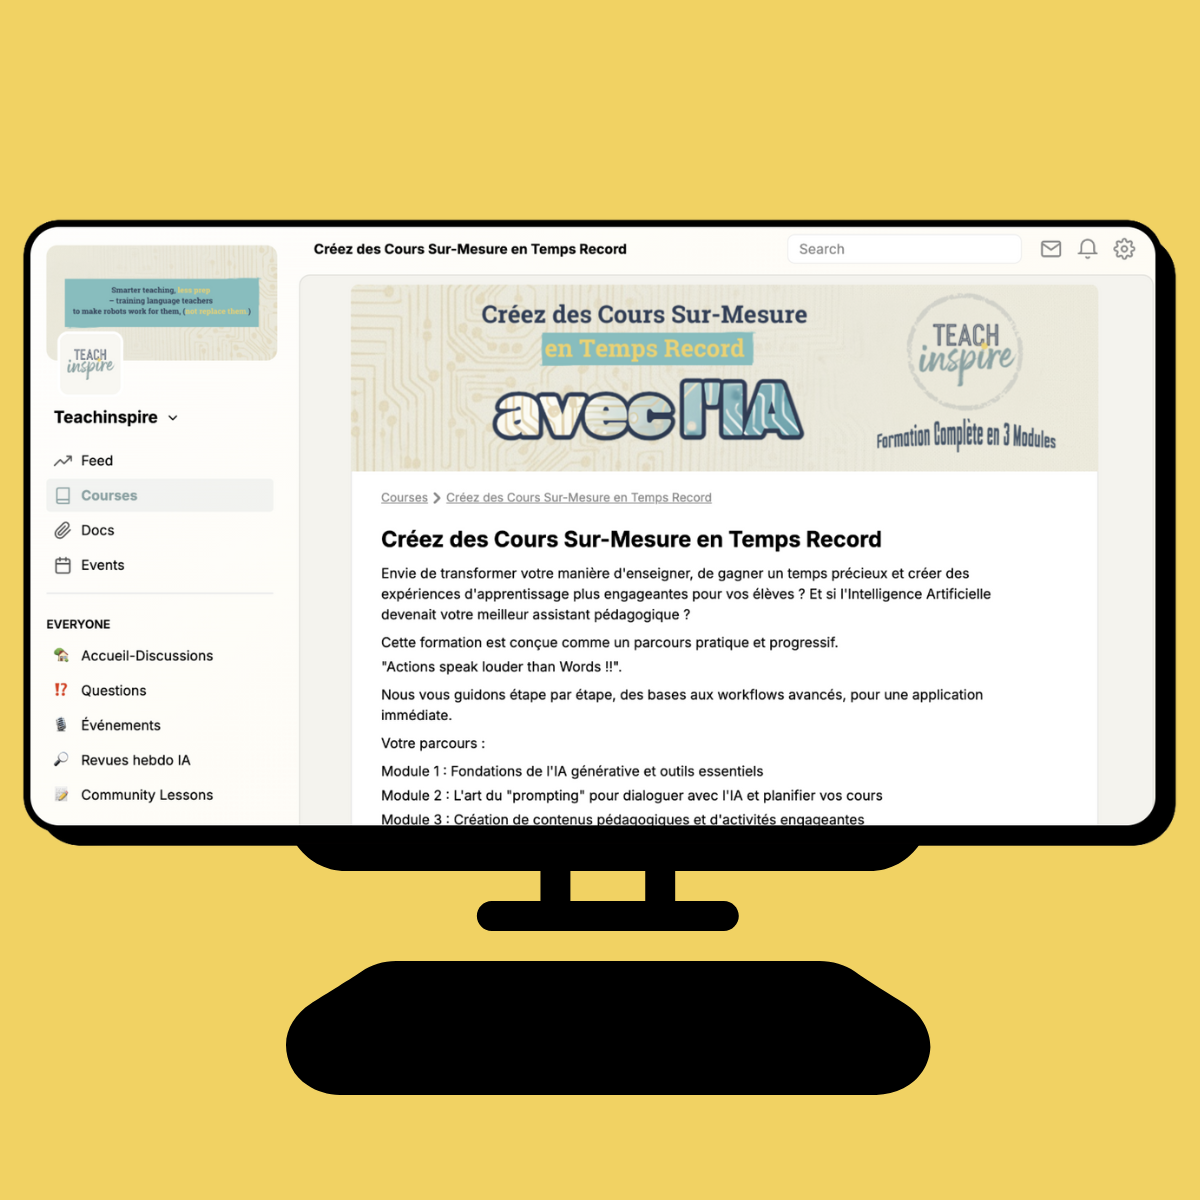 Créez des Cours Sur-Mesure en Temps Record
Search
Smarter teaching, less prep
– training language teachers
to make robots work for them, (not replace them.)
TEACH
inspire
Teachinspire
Feed
Courses
Docs
Events
EVERYONE
Accueil-Discussions
Questions
Événements
Revues hebdo IA
Community Lessons
Créez des Cours Sur-Mesure
en Temps Record
avec l'IA
TEACH
inspire
Formation Complète en 3 Modules
Courses > Créez des Cours Sur-Mesure en Temps Record
Créez des Cours Sur-Mesure en Temps Record
Envie de transformer votre manière d'enseigner, de gagner un temps précieux et créer des
expériences d'apprentissage plus engageantes pour vos élèves ? Et si l'Intelligence Artificielle
devenait votre meilleur assistant pédagogique ?
Cette formation est conçue comme un parcours pratique et progressif.
"Actions speak louder than Words !!".
Nous vous guidons étape par étape, des bases aux workflows avancés, pour une application
immédiate.
Votre parcours :
Module 1 : Fondations de l'IA générative et outils essentiels
Module 2 : L'art du "prompting" pour dialoguer avec l'IA et planifier vos cours
Module 3 : Création de contenus pédagogiques et d'activités engageantes